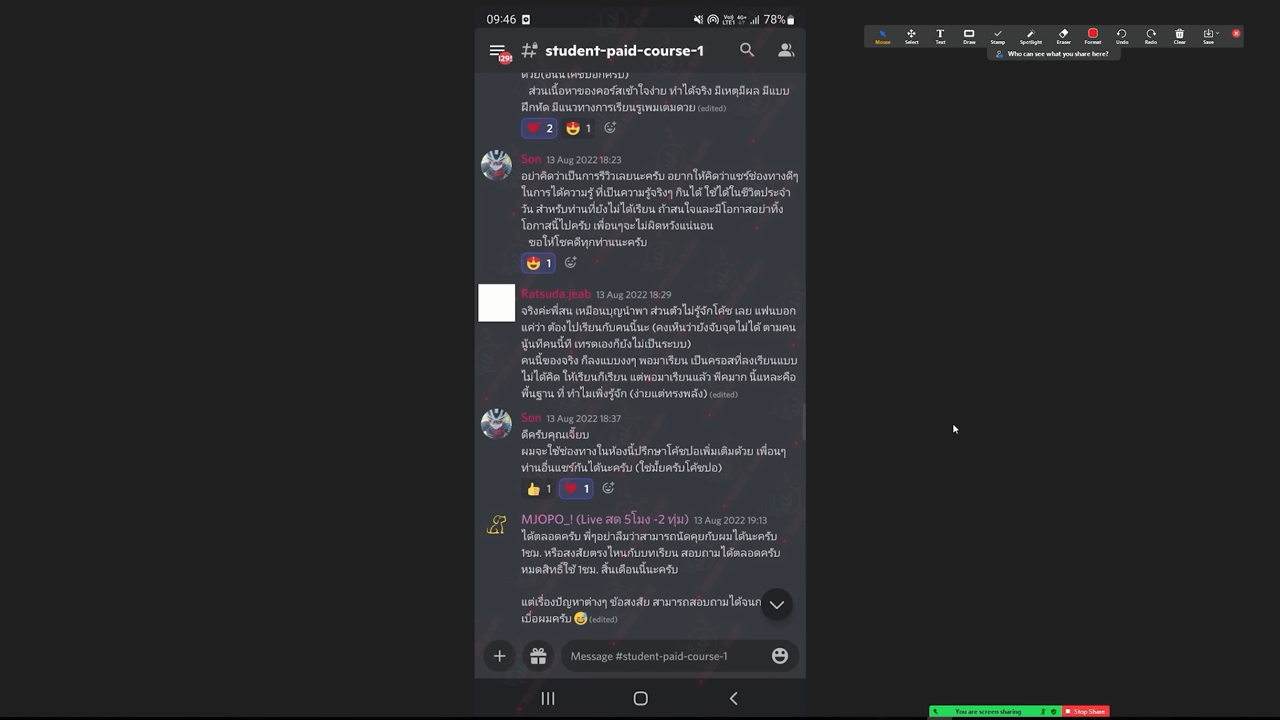 09:46
Vo) 4G+
LTE1
78%
Mouse
Select
Text
Draw
Stamp
Spotlight
Eraser
Format
Undo
Redo
Clear
Save
Who can see what you share here?
129
# student-paid-course-1
ส่วนเนื้อหาของคอร์สเข้าใจง่าย ทำได้จริง มีเหตุมีผล มีแบบ
ฝึกหัด มีแนวทางการเรียนรู้เพิ่มเติมด้วย (edited)
2 1
Son 13 Aug 2022 18:23
อย่าคิดว่าเป็นการรีวิวเลยนะครับ อยากให้คิดว่าแชร์ช่องทางดีๆ
ในการได้ความรู้ ที่เป็นความรู้จริงๆ กินได้ ใช้ได้ในชีวิตประจำ
วัน สำหรับท่านที่ยังไม่ได้เรียน ถ้าสนใจและมีโอกาสอย่าทิ้ง
โอกาสนี้ไปครับ เพื่อนๆจะไม่ผิดหวังแน่นอน
ขอให้โชคดีทุกท่านนะครับ
1
Ratsuda.jeab 13 Aug 2022 18:29
จริงค่ะพี่สน เหมือนบุญนำพา ส่วนตัวไม่รู้จักโค้ช เลย แฟนบอก
แค่ว่า ต้องไปเรียนกับคนนี้นะ (คงเห็นว่ายังจับจุดไม่ได้ ตามคน
นู้นทีคนนี้ที เทรดเองก็ยังไม่เป็นระบบ)
คนนี้ของจริง ก็ลงแบบงงๆ พอมาเรียน เป็นครอสที่ลงเรียนแบบ
ไม่ได้คิด ให้เรียนก็เรียน แต่พอมาเรียนแล้ว พีคมาก นี้แหละคือ
พื้นฐาน ที่ ทำไมเพิ่งรู้จัก (ง่ายแต่ทรงพลัง) (edited)
Son 13 Aug 2022 18:37
ดีครับคุณเจี๊ยบ
ผมจะใช้ช่องทางในห้องนี้ปรึกษาโค้ชปอเพิ่มเติมด้วย เพื่อนๆ
ท่านอื่นแชร์กันได้นะครับ (ใช่มั้ยครับโค้ชปอ)
1 1
MJOPO_! (Live สด 5โมง -2 ทุ่ม) 13 Aug 2022 19:13
ได้ตลอดครับ พี่ๆอย่าลืมว่าสามารถนัดคุยกับผมได้นะครับ
1ชม. หรือสงสัยตรงไหนกับบทเรียน สอบถามได้ตลอดครับ
หมดสิทธิ์ใช้ 1ชม. สิ้นเดือนนี้นะครับ
แต่เรื่องปัญหาต่างๆ ข้อสงสัย สามารถสอบถามได้จนก
เบื่อผมครับ (edited)
Message #student-paid-course-1
You are screen sharing
Stop Share